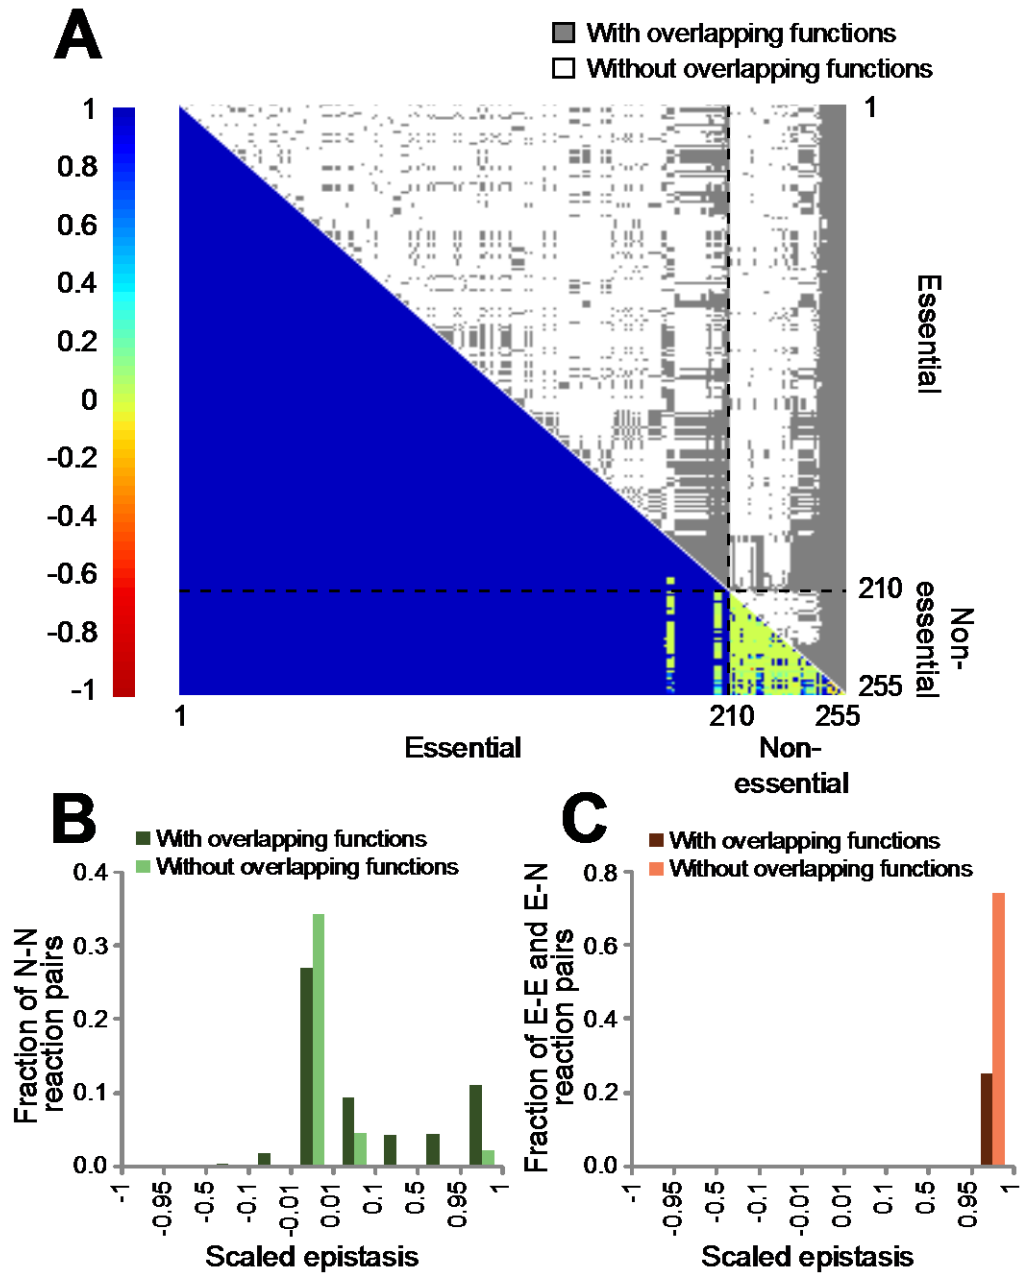 A
With overlapping functions
Without overlapping functions
1
0.8
0.6
0.4
0.2
0
-0.2
-0.4
-0.6
-0.8
-1
1
Essential
210
Non-
essential
255
1
210
255
Essential
Non-
essential
B
With overlapping functions
Without overlapping functions
Fraction of N-N
reaction pairs
0.4
0.3
0.2
0.1
0.0
-1
-0.95
-0.5
-0.1
-0.01
0.01
0.1
0.5
0.95
1
Scaled epistasis
C
With overlapping functions
Without overlapping functions
Fraction of E-E and E-N
reaction pairs
0.8
0.6
0.4
0.2
0.0
-1
-0.95
-0.5
-0.1
-0.01
0.01
0.1
0.5
0.95
1
Scaled epistasis